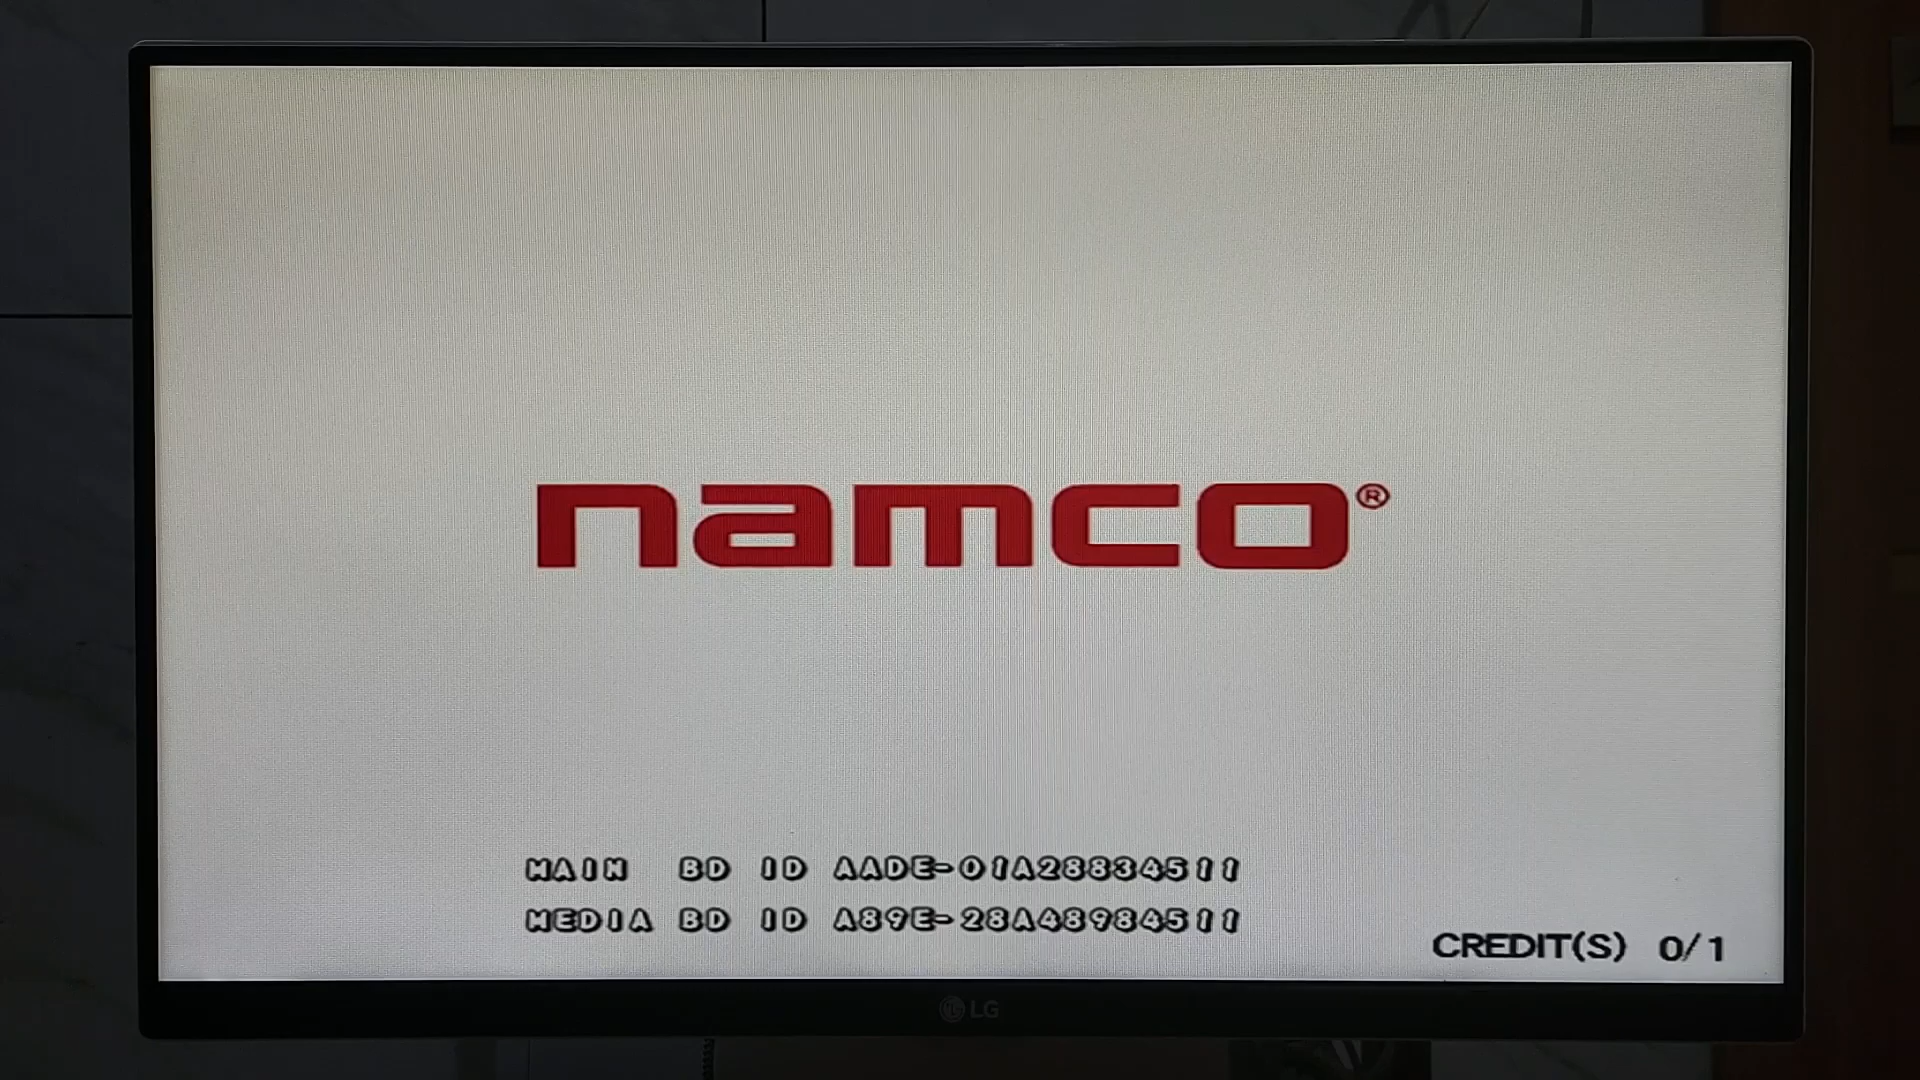 namco®
MAIN BD ID AADE-01A28834511
MEDIA BD ID A89E-28A48984511
CREDIT(S) 0/1
LG